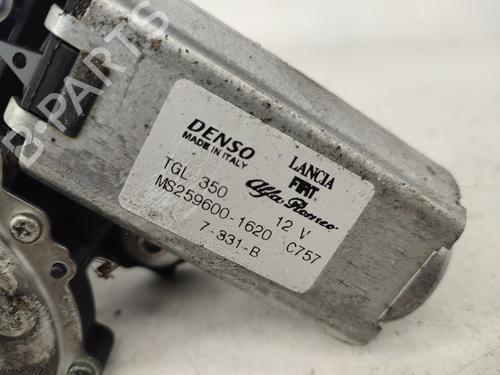 DENSO
MADE IN ITALY
LANCIA
FIAT
Alfa Romeo
TGL 350
12 V
MS259600-1620
C757
7-331-B
B-PARTS